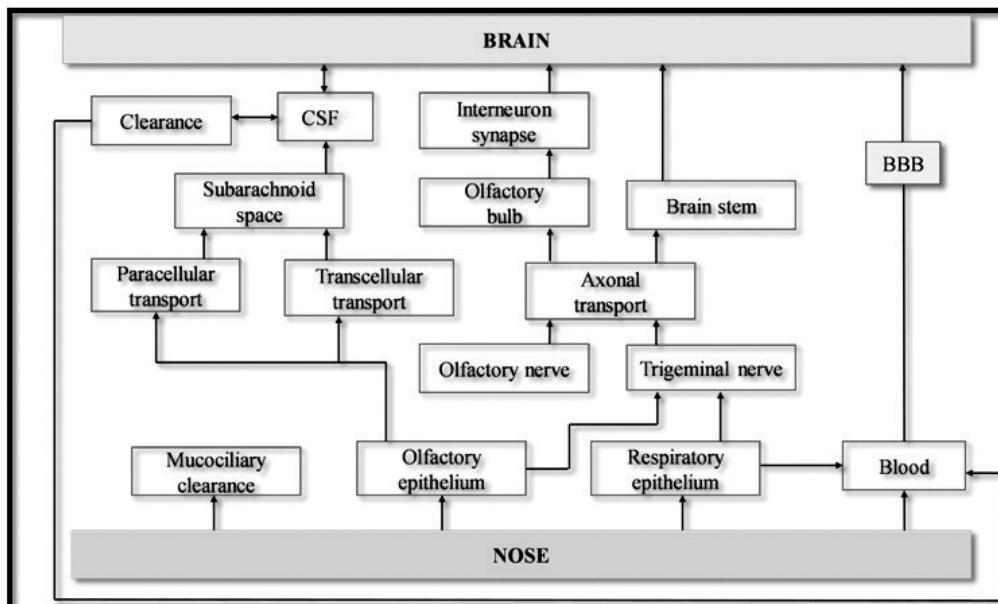 BRAIN
Clearance
CSF
Interneuron
synapse
BBB
Subarachnoid
space
Olfactory
bulb
Brain stem
Paracellular
transport
Transcellular
transport
Axonal
transport
Olfactory nerve
Trigeminal nerve
Mucociliary
clearance
Olfactory
epithelium
Respiratory
epithelium
Blood
NOSE